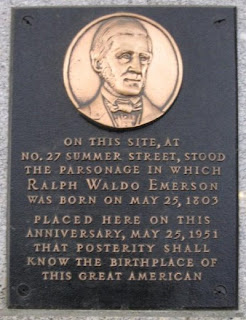 ON THIS SITE, AT
NO. 27 SUMMER STREET, STOOD
THE PARSONAGE IN WHICH
RALPH WALDO EMERSON
WAS BORN ON MAY 25, 1803
PLACED HERE ON THIS
ANNIVERSARY, MAY 25, 1951
THAT POSTERITY SHALL
KNOW THE BIRTHPLACE OF
THIS GREAT AMERICAN